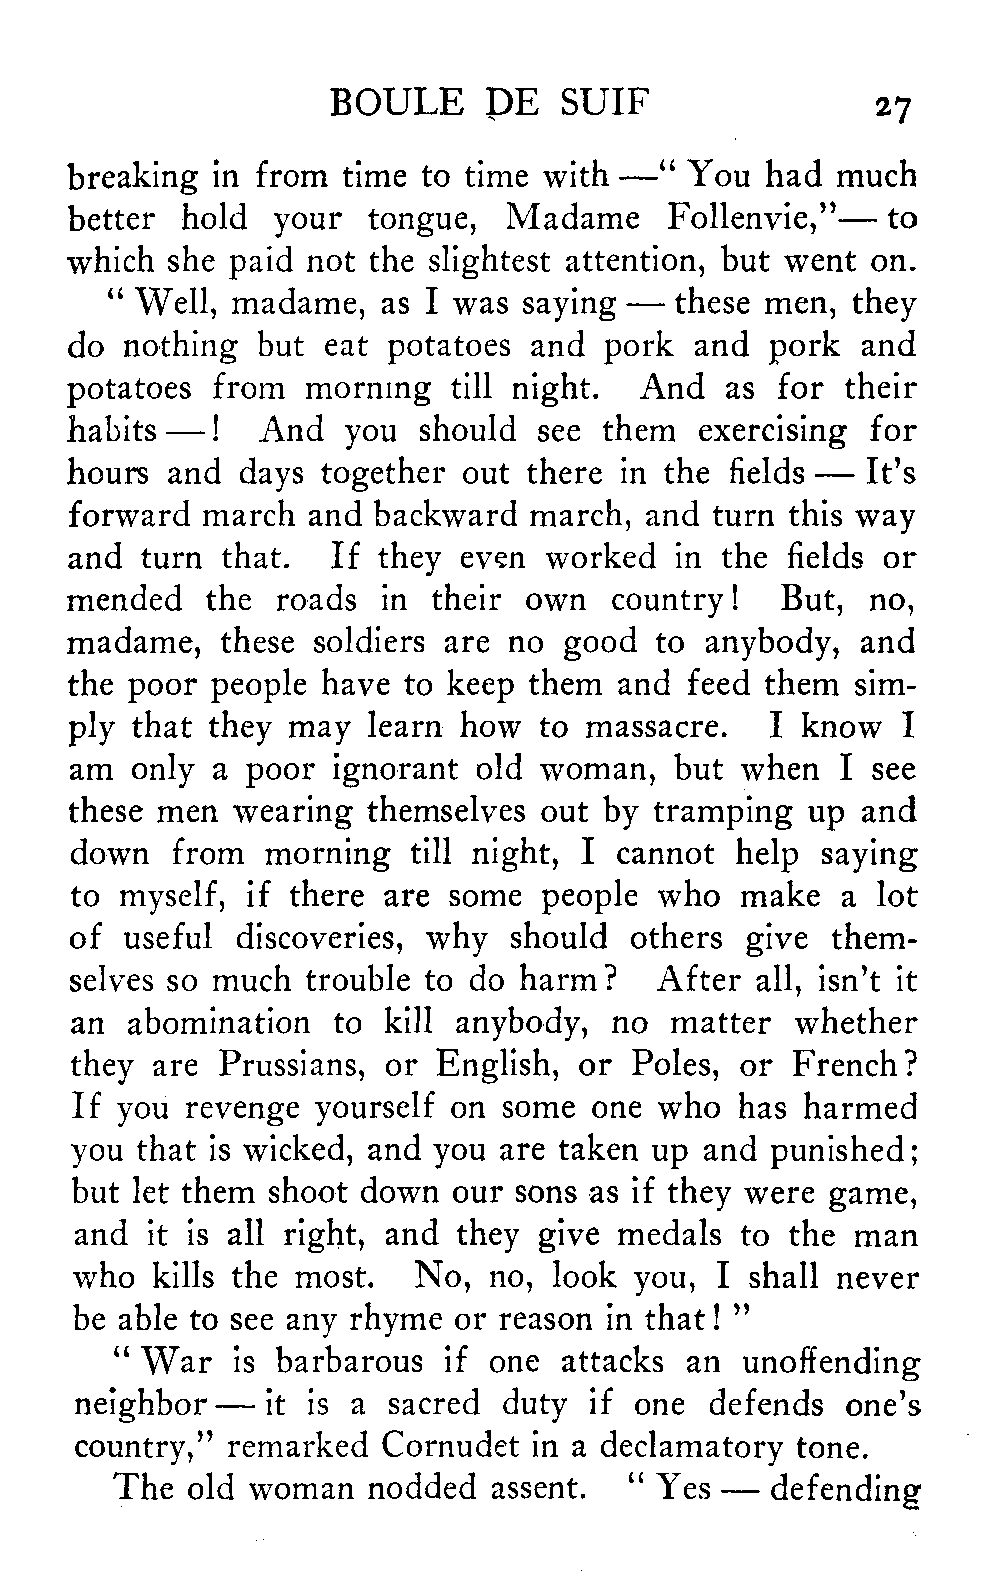 BOULE DE SUIF 27
breaking in from time to time with —“ You had much
better hold your tongue, Madame Follenvie,”— to
which she paid not the slightest attention, but went on.
“ Well, madame, as I was saying — these men, they
do nothing but eat potatoes and pork and pork and
potatoes from morning till night. And as for their
habits — ! And you should see them exercising for
hours and days together out there in the fields — It’s
forward march and backward march, and turn this way
and turn that. If they even worked in the fields or
mended the roads in their own country! But, no,
madame, these soldiers are no good to anybody, and
the poor people have to keep them and feed them sim-
ply that they may learn how to massacre. I know I
am only a poor ignorant old woman, but when I see
these men wearing themselves out by tramping up and
down from morning till night, I cannot help saying
to myself, if there are some people who make a lot
of useful discoveries, why should others give them-
selves so much trouble to do harm? After all, isn’t it
an abomination to kill anybody, no matter whether
they are Prussians, or English, or Poles, or French?
If you revenge yourself on some one who has harmed
you that is wicked, and you are taken up and punished;
but let them shoot down our sons as if they were game,
and it is all right, and they give medals to the man
who kills the most. No, no, look you, I shall never
be able to see any rhyme or reason in that! ”
“ War is barbarous if one attacks an unoffending
neighbor — it is a sacred duty if one defends one’s
country,” remarked Cornudet in a declamatory tone.
The old woman nodded assent. “ Yes — defending